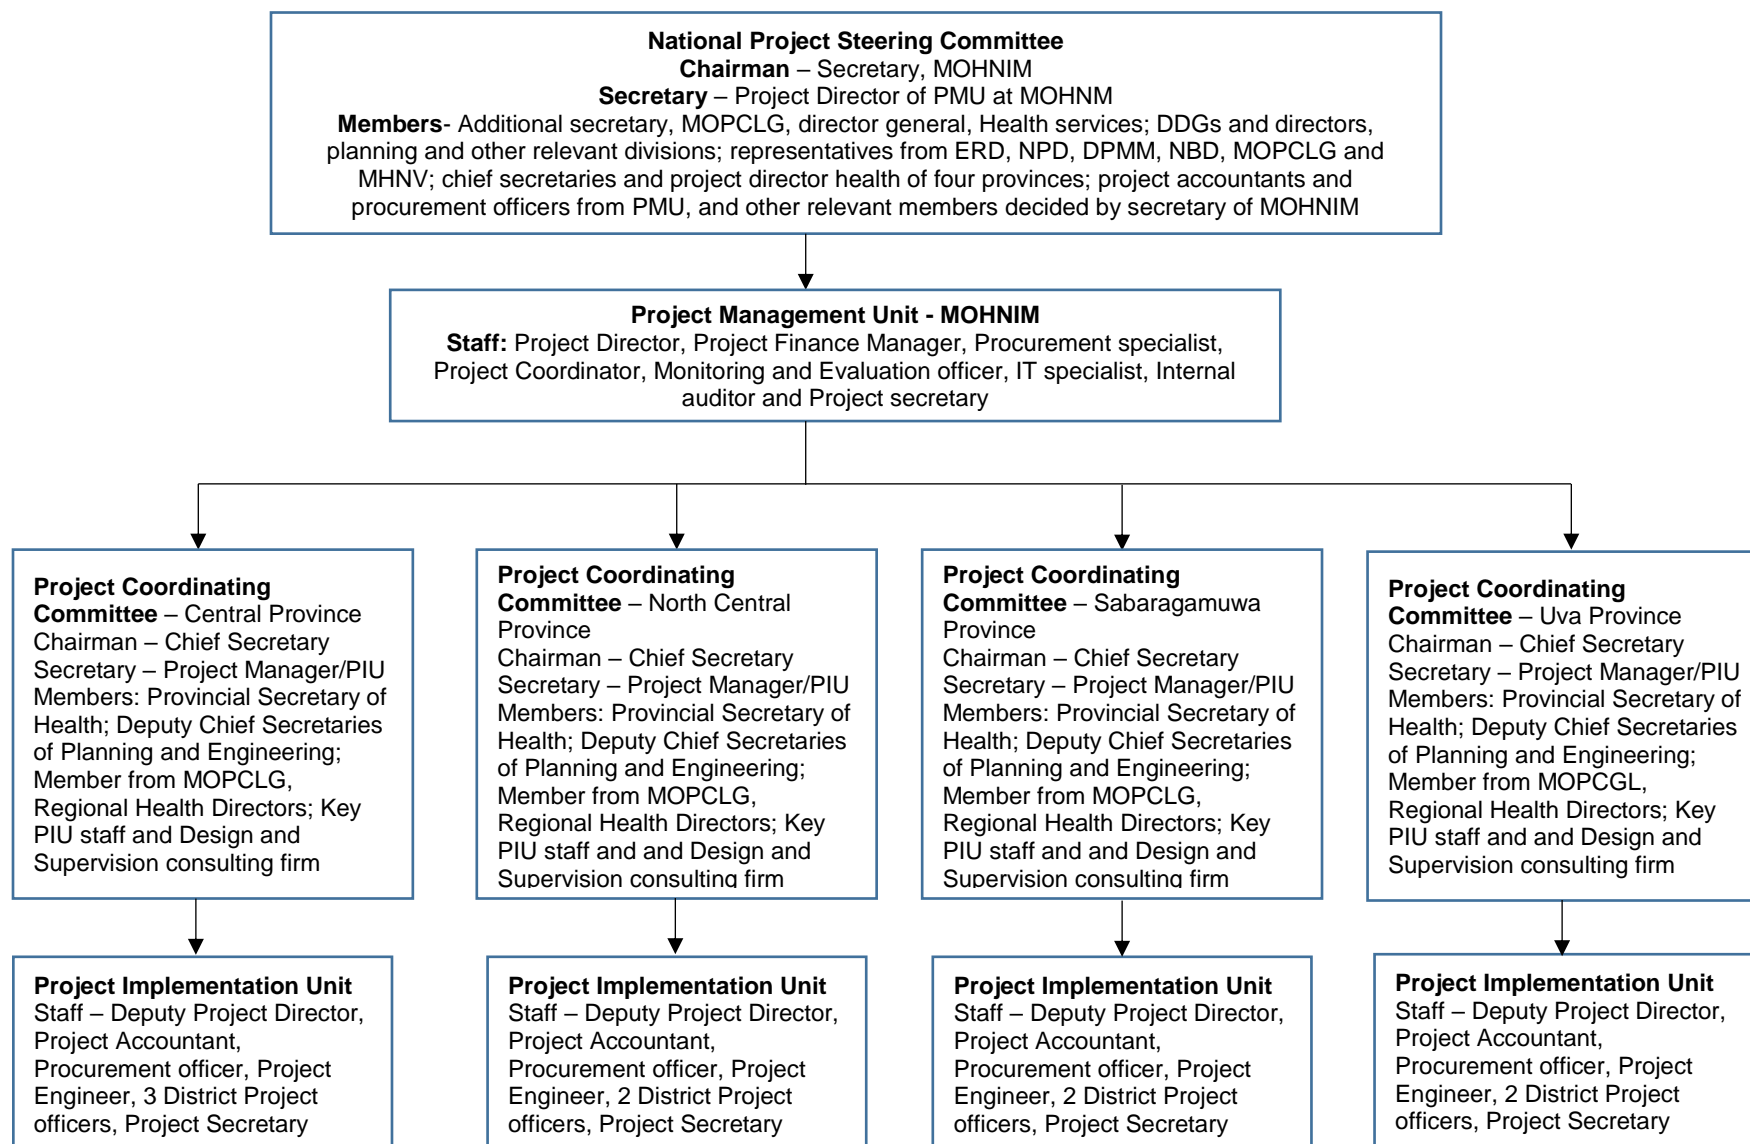 National Project Steering Committee
Chairman – Secretary, MOHNIM
Secretary – Project Director of PMU at MOHNM
Members- Additional secretary, MOPCLG, director general, Health services; DDGs and directors,
planning and other relevant divisions; representatives from ERD, NPD, DPMM, NBD, MOPCLG and
MHNV; chief secretaries and project director health of four provinces; project accountants and
procurement officers from PMU, and other relevant members decided by secretary of MOHNIM
Project Management Unit - MOHNIM
Staff: Project Director, Project Finance Manager, Procurement specialist,
Project Coordinator, Monitoring and Evaluation officer, IT specialist, Internal
auditor and Project secretary
Project Coordinating
Committee – Central Province
Chairman – Chief Secretary
Secretary – Project Manager/PIU
Members: Provincial Secretary of
Health; Deputy Chief Secretaries
of Planning and Engineering;
Member from MOPCLG,
Regional Health Directors; Key
PIU staff and Design and
Supervision consulting firm
Project Coordinating
Committee – North Central
Province
Chairman – Chief Secretary
Secretary – Project Manager/PIU
Members: Provincial Secretary of
Health; Deputy Chief Secretaries
of Planning and Engineering;
Member from MOPCLG,
Regional Health Directors; Key
PIU staff and and Design and
Supervision consulting firm
Project Coordinating
Committee – Sabaragamuwa
Province
Chairman – Chief Secretary
Secretary – Project Manager/PIU
Members: Provincial Secretary of
Health; Deputy Chief Secretaries
of Planning and Engineering;
Member from MOPCLG,
Regional Health Directors; Key
PIU staff and and Design and
Supervision consulting firm
Project Coordinating
Committee – Uva Province
Chairman – Chief Secretary
Secretary – Project Manager/PIU
Members: Provincial Secretary of
Health; Deputy Chief Secretaries
of Planning and Engineering;
Member from MOPCGL,
Regional Health Directors; Key
PIU staff and and Design and
Supervision consulting firm
Project Implementation Unit
Staff – Deputy Project Director,
Project Accountant,
Procurement officer, Project
Engineer, 3 District Project
officers, Project Secretary
Project Implementation Unit
Staff – Deputy Project Director,
Project Accountant,
Procurement officer, Project
Engineer, 2 District Project
officers, Project Secretary
Project Implementation Unit
Staff – Deputy Project Director,
Project Accountant,
Procurement officer, Project
Engineer, 2 District Project
officers, Project Secretary
Project Implementation Unit
Staff – Deputy Project Director,
Project Accountant,
Procurement officer, Project
Engineer, 2 District Project
officers, Project Secretary